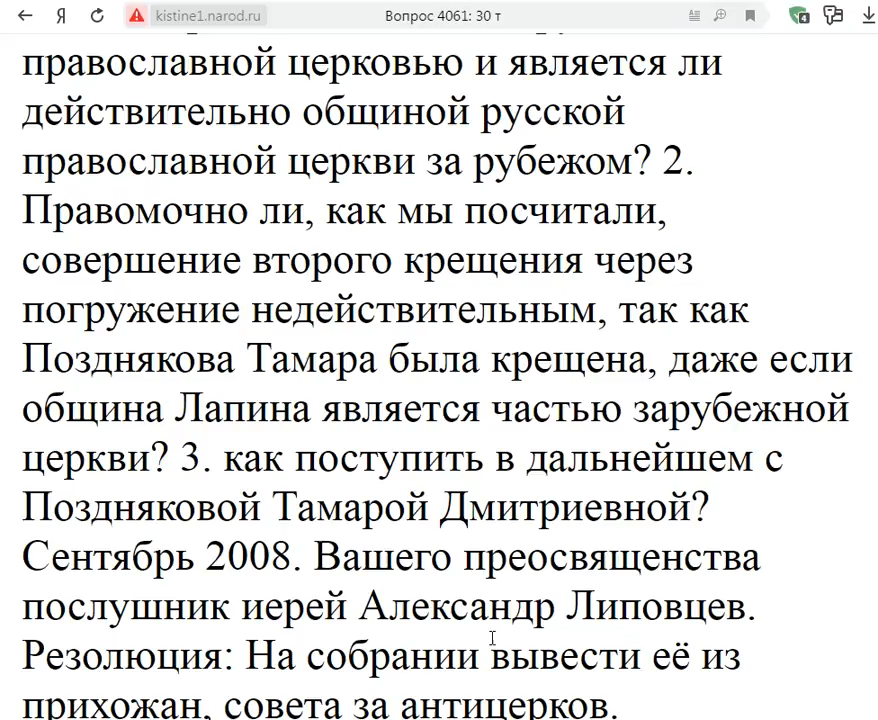 kistine1.narod.ru
Вопрос 4061: 30 т
4
православной церковью и является ли
действительно общиной русской
православной церкви за рубежом? 2.
Правомочно ли, как мы посчитали,
совершение второго крещения через
погружение недействительным, так как
Позднякова Тамара была крещена, даже если
община Лапина является частью зарубежной
церкви? 3. как поступить в дальнейшем с
Поздняковой Тамарой Дмитриевной?
Сентябрь 2008. Вашего преосвященства
послушник иерей Александр Липовцев.
Резолюция: На собрании вывести её из
прихожан, совета за антицерков.